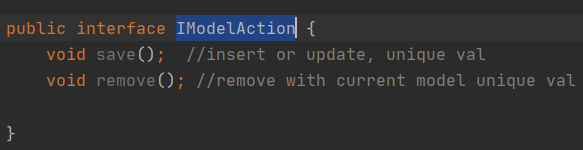 public interface IModelAction {
void save();  //insert or update, unique val
void remove(); //remove with current model unique val
}